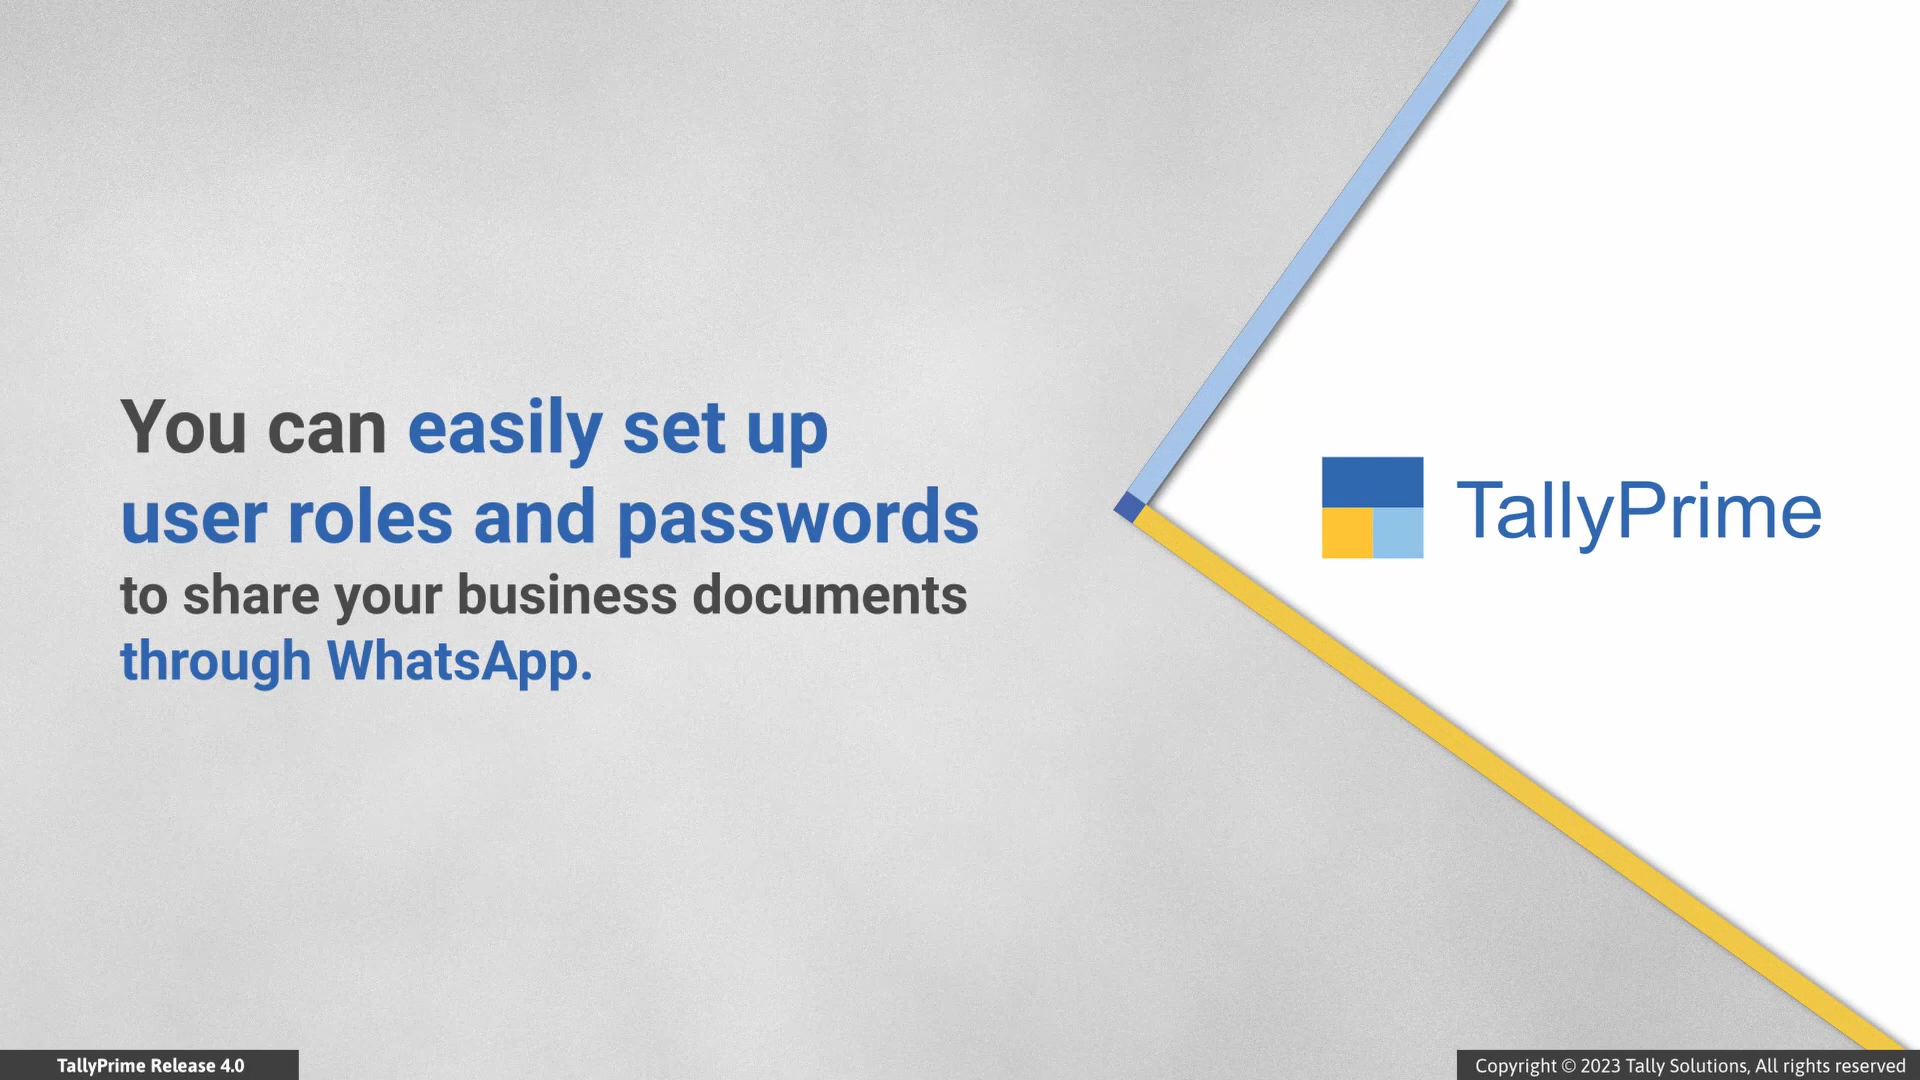 You can easily set up
user roles and passwords
to share your business documents
through WhatsApp.
TallyPrime
TallyPrime Release 4.0
Copyright © 2023 Tally Solutions, All rights reserved